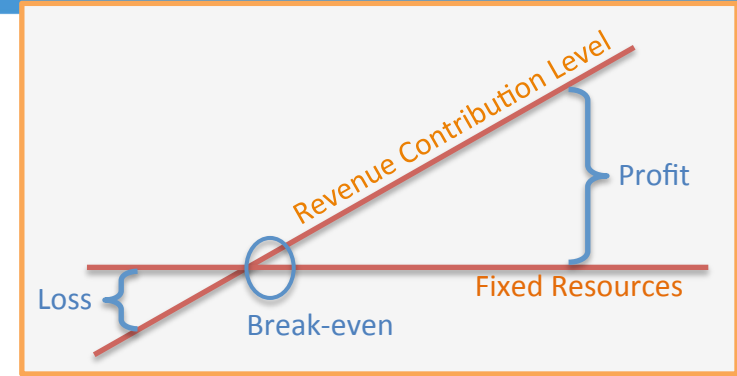 Revenue Contribution Level
Profit
Fixed Resources
Loss
Break-even